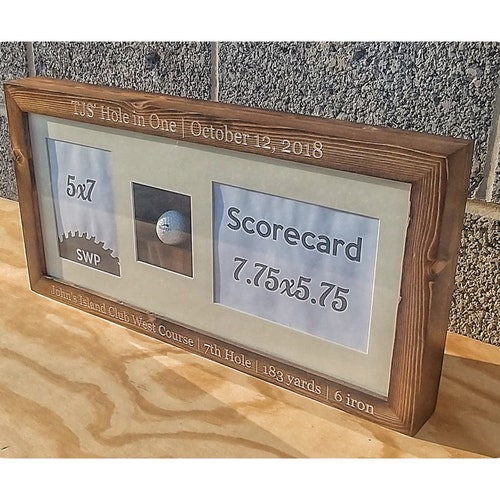 TJS' Hole in One | October 12, 2018
5x7
SWP
Scorecard
7.75x5.75
John's Island Club West Course | 7th Hole | 183 yards | 6 iron